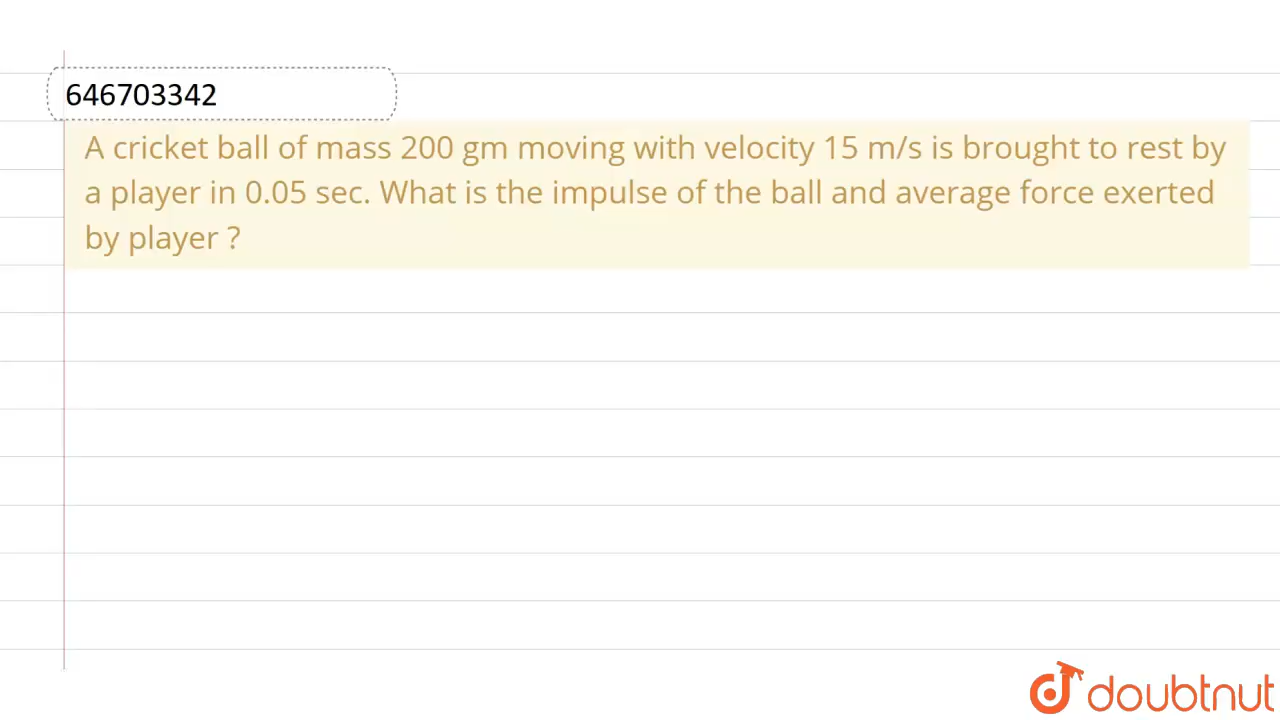 646703342
A cricket ball of mass 200 gm moving with velocity 15 m/s is brought to rest by
a player in 0.05 sec. What is the impulse of the ball and average force exerted
by player ?
doubtnut